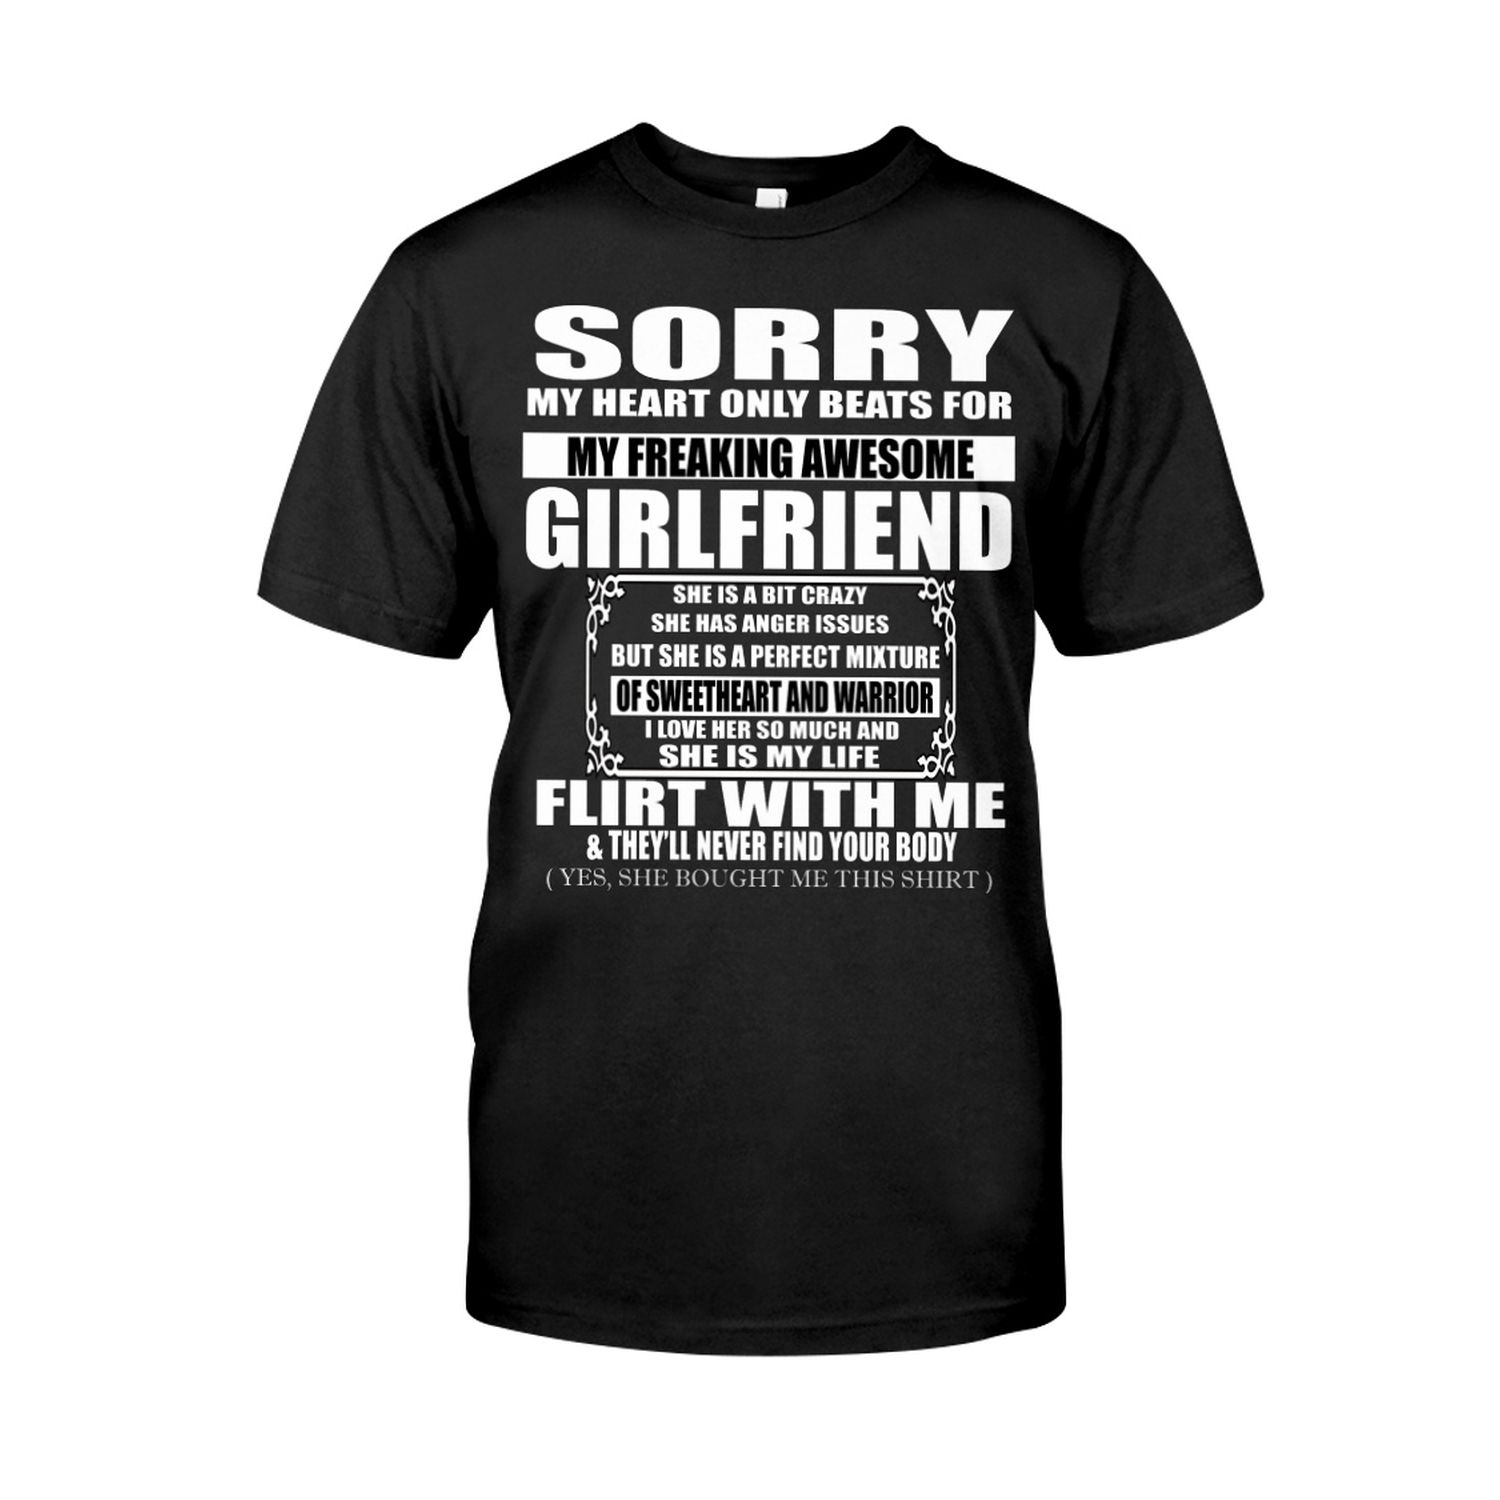 SORRY
MY HEART ONLY BEATS FOR
MY FREAKING AWESOME
GIRLFRIEND
SHE IS A BIT CRAZY
SHE HAS ANGER ISSUES
BUT SHE IS A PERFECT MIXTURE
OF SWEETHEART AND WARRIOR
I LOVE HER SO MUCH AND
SHE IS MY LIFE
FLIRT WITH ME
& THEY'LL NEVER FIND YOUR BODY
( YES, SHE BOUGHT ME THIS SHIRT )